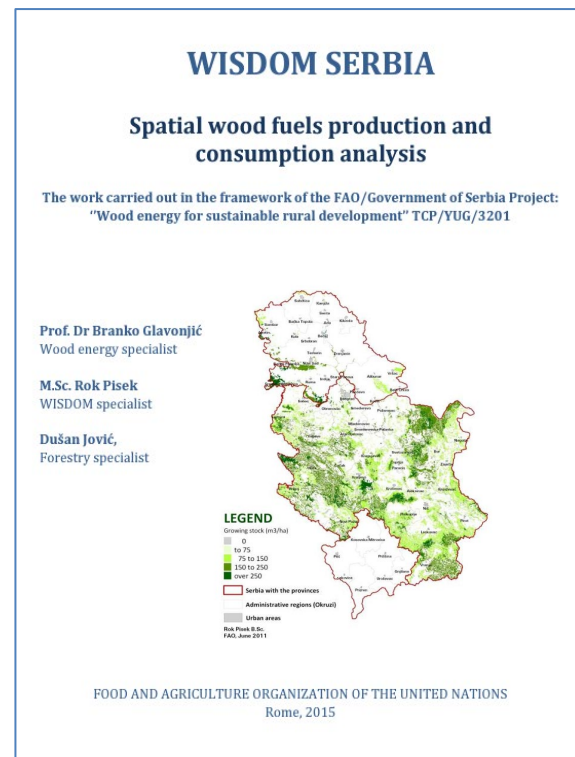 WISDOM SERBIA
Spatial wood fuels production and
consumption analysis
The work carried out in the framework of the FAO/Government of Serbia Project:
"Wood energy for sustainable rural development" TCP/YUG/3201
Prof. Dr Branko Glavonjić
Wood energy specialist
M.Sc. Rok Pisek
WISDOM specialist
Dušan Jović,
Forestry specialist
LEGEND
Growing stock (m3/ha)
0
to 75
75 to 150
150 to 250
over 250
Serbia with the provinces
Administrative regions (Okruzi)
Urban areas
Rok Pisek B.Sc.
FAO, June 2011
FOOD AND AGRICULTURE ORGANIZATION OF THE UNITED NATIONS
Rome, 2015